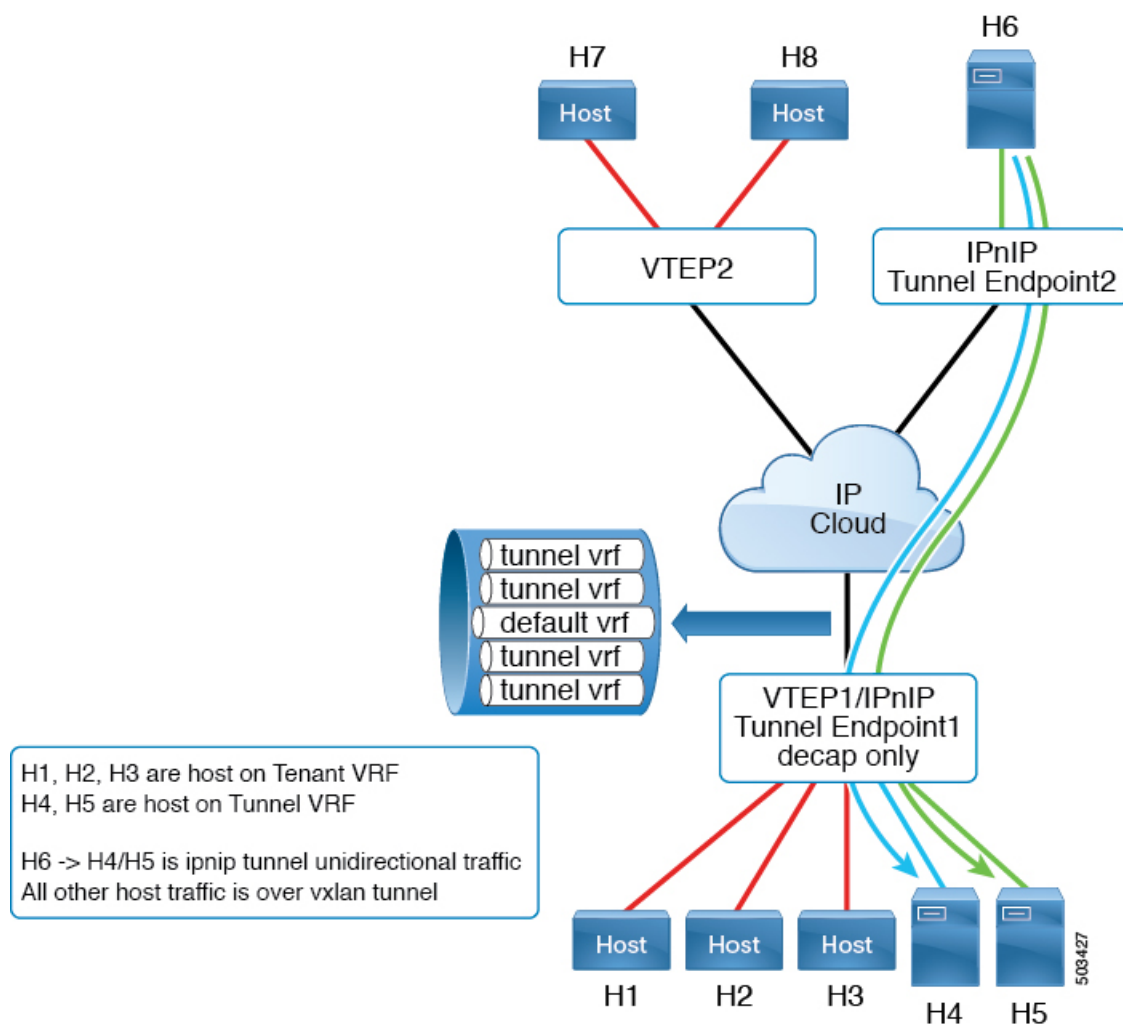 H6
H7
H8
Host
Host
VTEP2
IPnIP
Tunnel Endpoint2
IP
Cloud
tunnel vrf
tunnel vrf
default vrf
tunnel vrf
tunnel vrf
VTEP1/IPnIP
Tunnel Endpoint1
decap only
H1, H2, H3 are host on Tenant VRF
H4, H5 are host on Tunnel VRF
H6 -> H4/H5 is ipnip tunnel unidirectional traffic
All other host traffic is over vxlan tunnel
Host
Host
Host
H1
H2
H3
H4
H5
503427